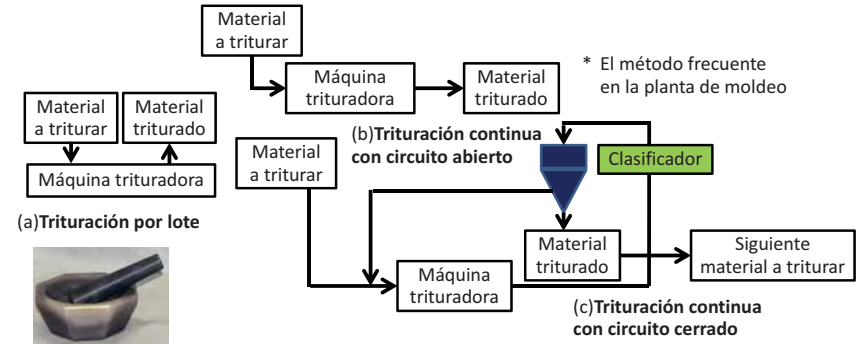 Material
a triturar
Máquina
trituradora
Material
triturado
* El método frecuente
en la planta de moldeo
(b)Trituración continua
con circuito abierto
Material
a triturar
Material
triturado
Máquina trituradora
(a)Trituración por lote
Material
a triturar
Clasificador
Material
triturado
Siguiente
material a triturar
Máquina
trituradora
(c)Trituración continua
con circuito cerrado